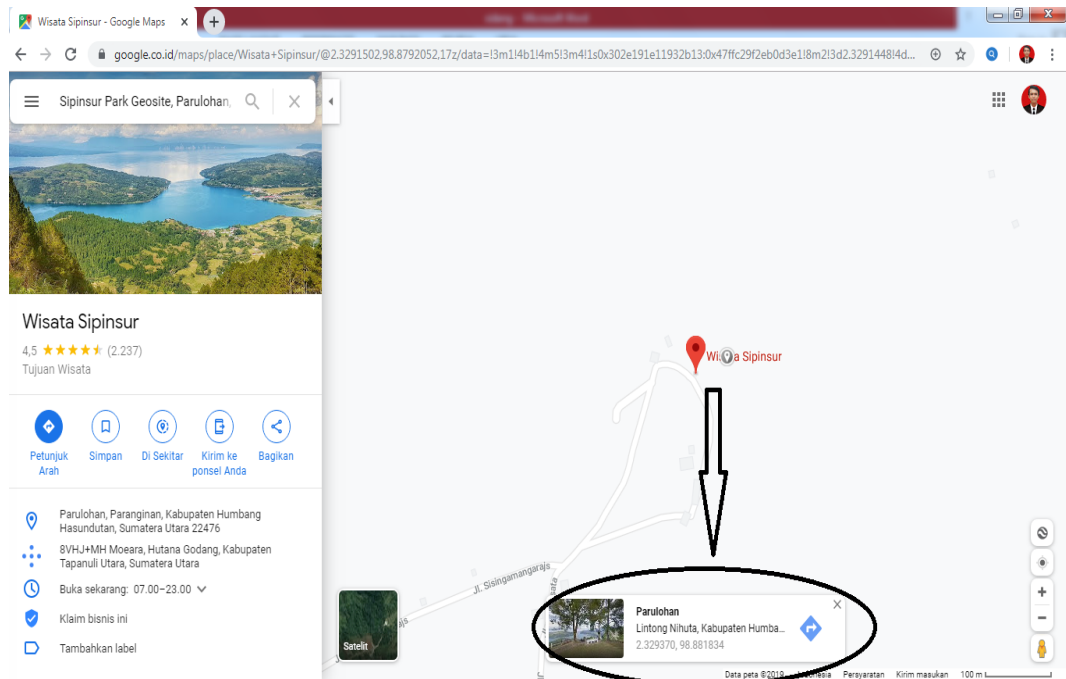 Wisata Sipinsur - Google Maps
google.co.id/maps/place/Wisata+Sipinsur/@2.3291502,98.8792052,17z/data=!3m1!4b1!4m5!3m4!1s0x302e191e11932b13:0x47ffc29f2eb0d3e1!8m2!3d2.3291448!4d...
Sipinsur Park Geosite, Parulohan,
Wisata Sipinsur
4,5 (2.237)
Tujuan Wisata
Petunjuk Arah
Simpan
Di Sekitar
Kirim ke ponsel Anda
Bagikan
Parulohan, Paranginan, Kabupaten Humbang
Hasundutan, Sumatera Utara 22476
8VHJ+MH Moeara, Hutana Godang, Kabupaten
Tapanuli Utara, Sumatera Utara
Buka sekarang: 07.00–23.00
Klaim bisnis ini
Tambahkan label
Sipinsur
Jl. Sisingamangarajs
Satelit
Parulohan
Lintong Nihuta, Kabupaten Humba...
2.329370, 98.881834
Data peta ©2019
Persyaratan
Kirim masukan
100 m